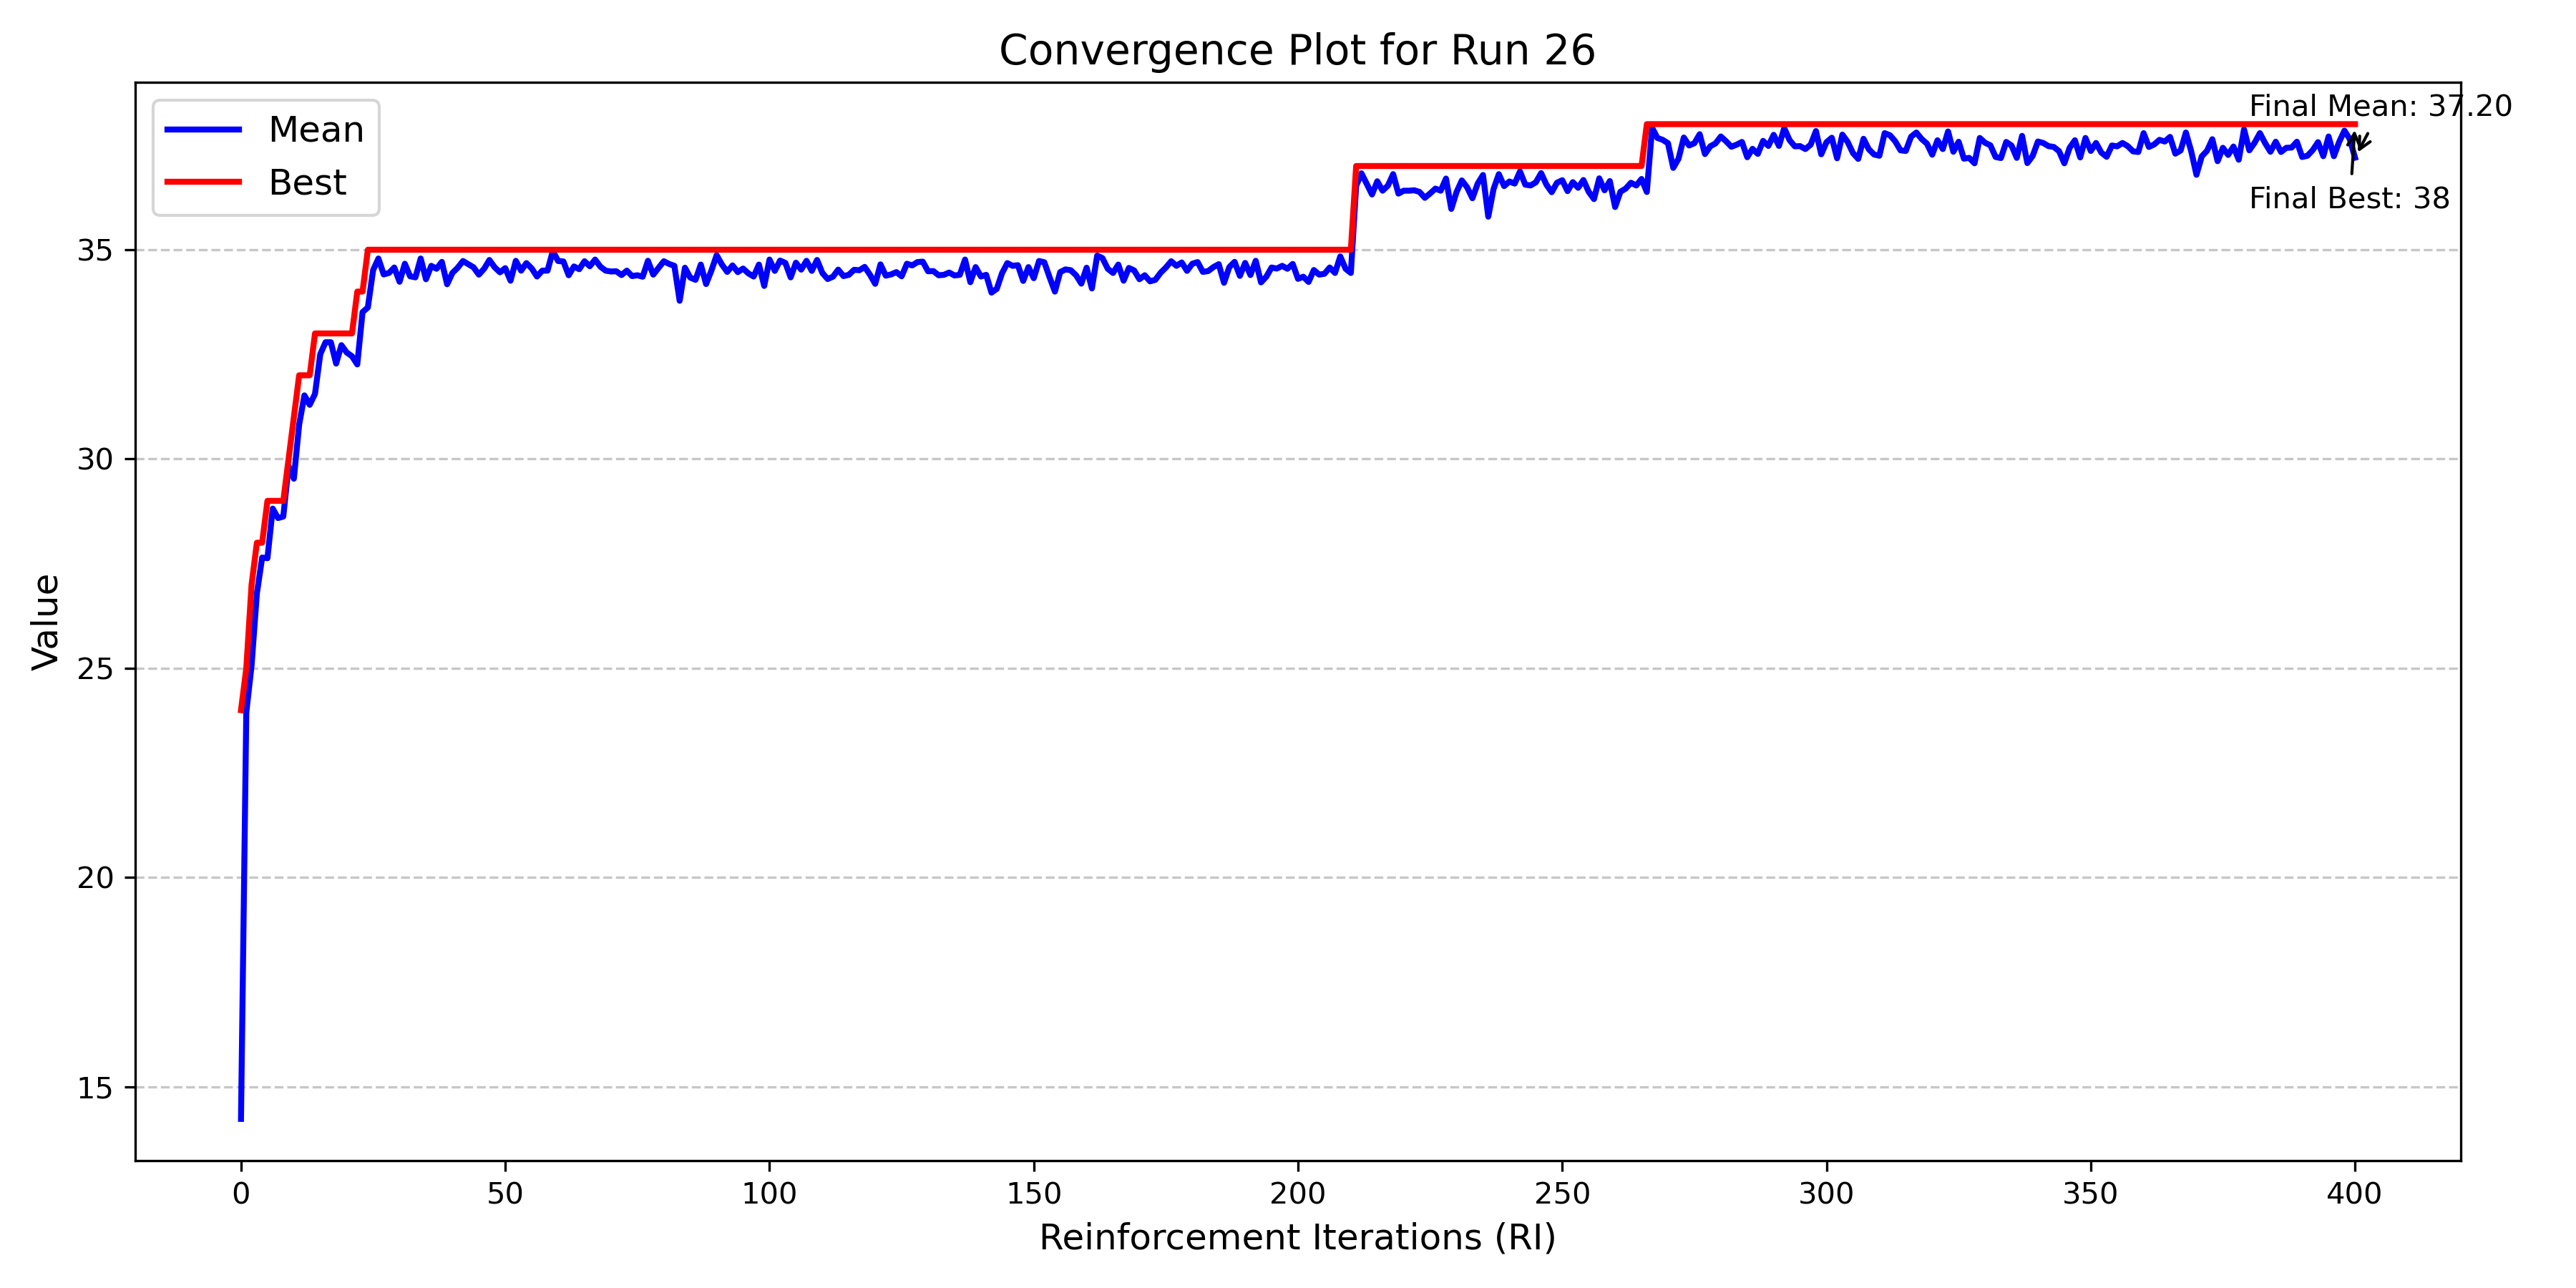 Convergence Plot for Run 26
Mean
Best
Final Mean: 37.20
Final Best: 38
Value
35
30
25
20
15
0 50 100 150 200 250 300 350 400
Reinforcement Iterations (RI)